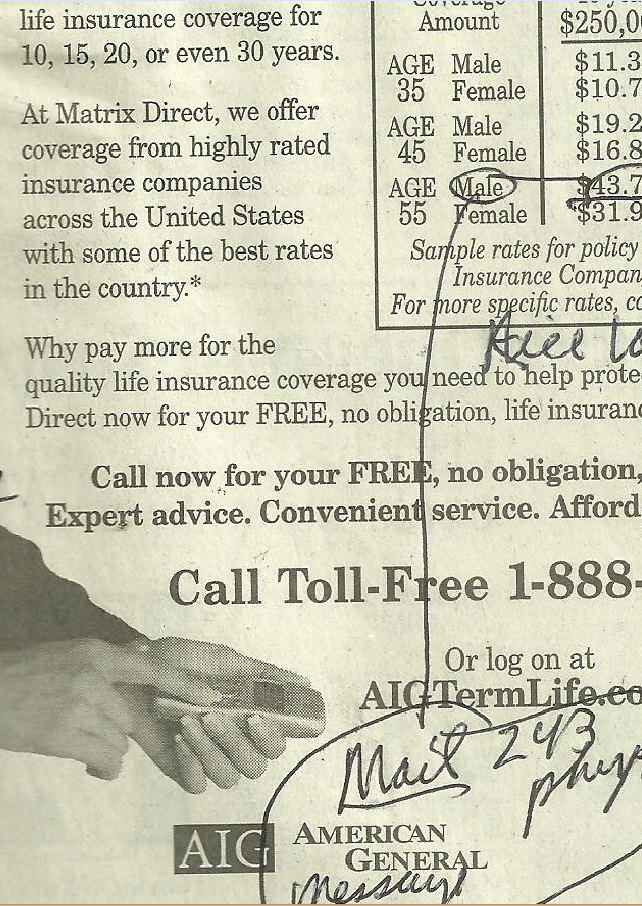 life insurance coverage for
10, 15, 20, or even 30 years.
At Matrix Direct, we offer
coverage from highly rated
insurance companies
across the United States
with some of the best rates
in the country.*
Coverage
Amount
$250,0
AGE Male $11.3
35 Female $10.7
AGE Male $19.2
45 Female $16.8
AGE Male $43.7
55 Female $31.9
Sample rates for policy
Insurance Compan
For more specific rates, co
Why pay more for the
quality life insurance coverage you need to help prote
Direct now for your FREE, no obligation, life insuran
Call now for your FREE, no obligation,
Expert advice. Convenient service. Afford
Call Toll-Free 1-888-
Or log on at
AIGTermLife.co
Mail 243
AIG AMERICAN
GENERAL
Message